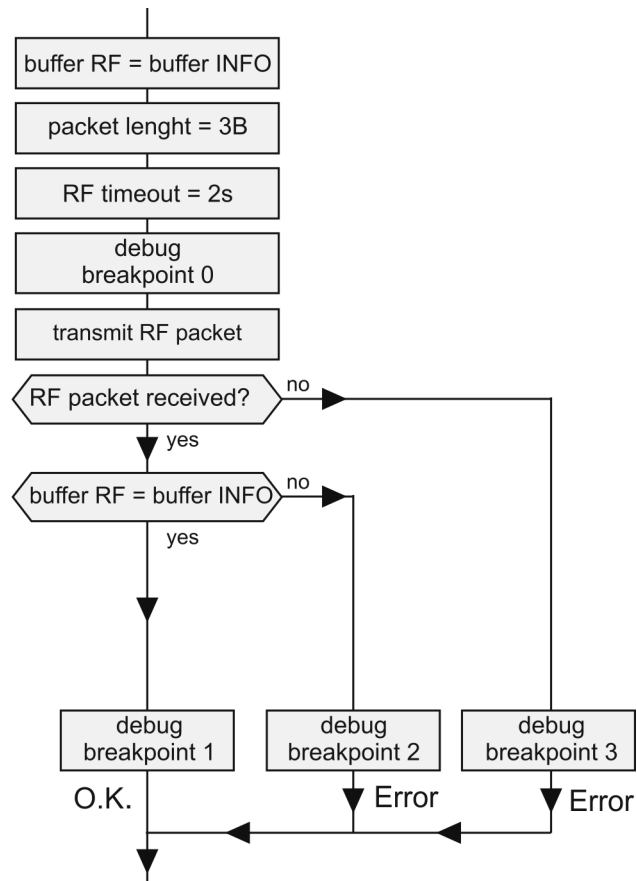 buffer RF = buffer INFO
packet lenght = 3B
RF timeout = 2s
debug
breakpoint 0
transmit RF packet
RF packet received?
no
yes
buffer RF = buffer INFO
no
yes
debug
breakpoint 1
debug
breakpoint 2
debug
breakpoint 3
O.K.
Error
Error